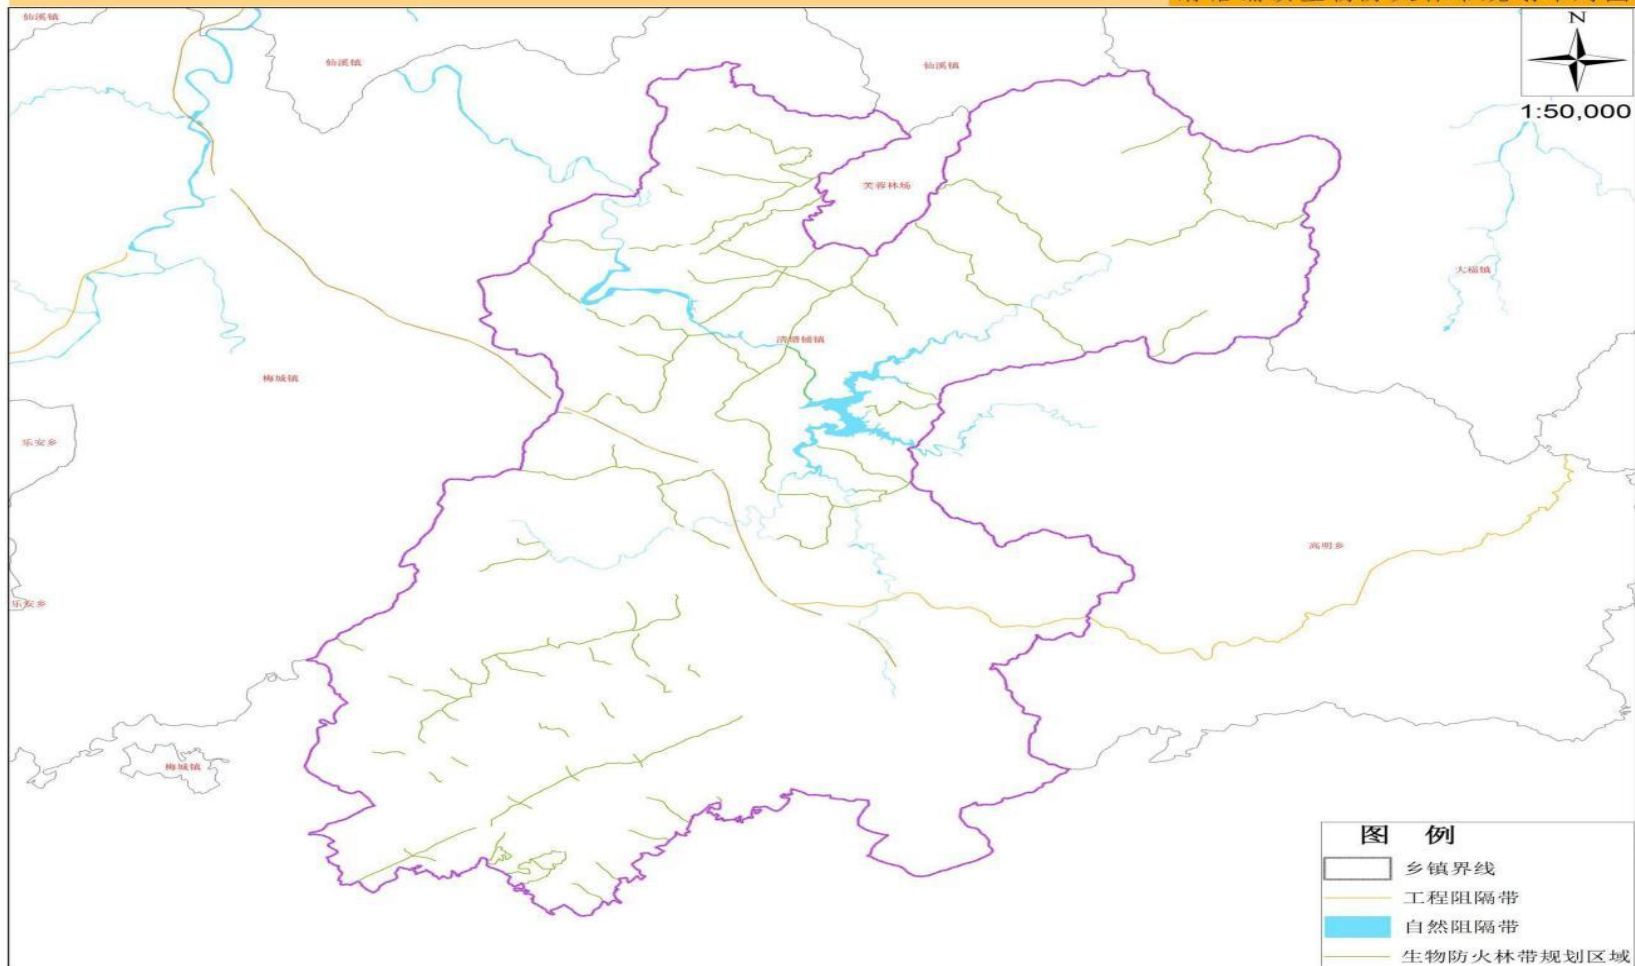 仙溪镇
仙溪镇
仙溪镇
N
1:50,000
芙蓉林场
大福镇
清塘铺镇
梅城镇
乐安乡
高明乡
乐安乡
梅城镇
图 例
乡镇界线
工程阻隔带
自然阻隔带
生物防火林带规划区域